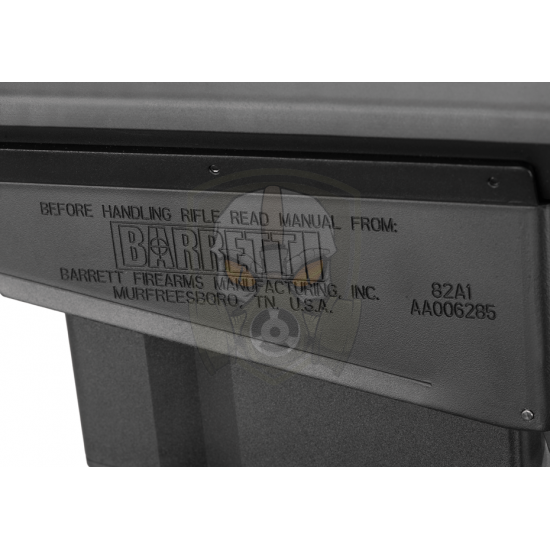 BEFORE HANDLING RIFLE READ MANUAL FROM:
BARRETT
BARRETT FIREARMS MANUFACTURING, INC.
MURFREESBORO, TN. U.S.A.
82A1
AA006285